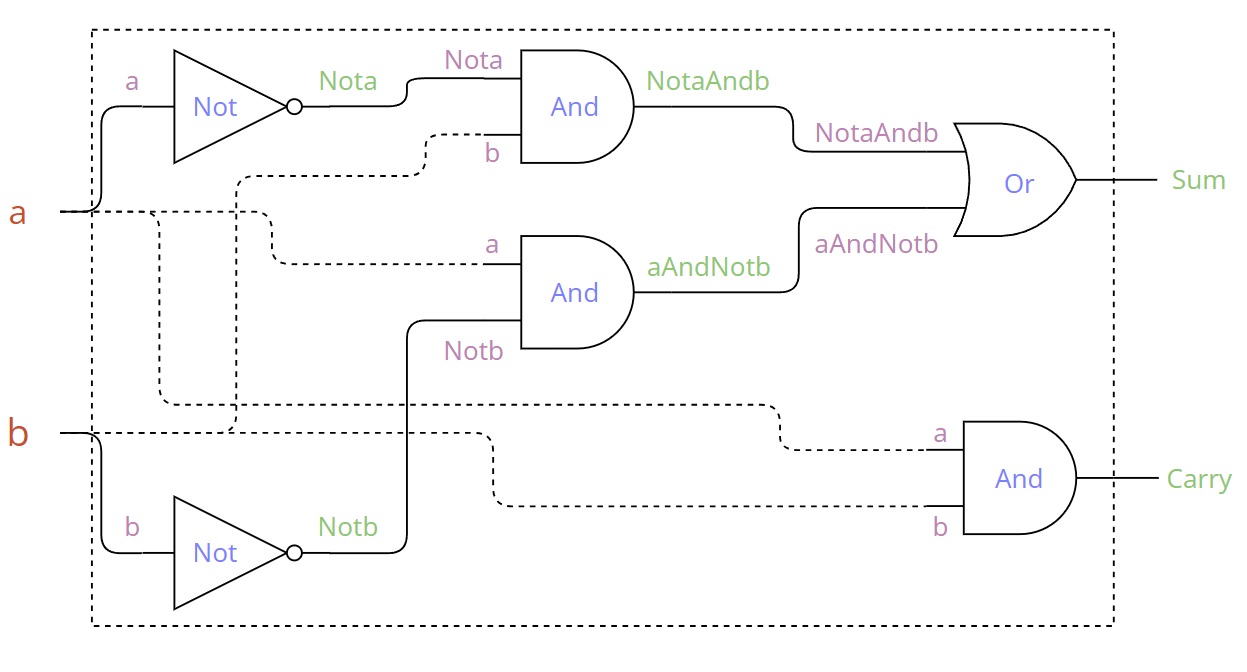 a
Not
Nota
Nota
b
And
NotaAndb
NotaAndb
aAndNotb
Or
Sum
a
a
Notb
And
aAndNotb
b
b
Not
Notb
a
b
And
Carry